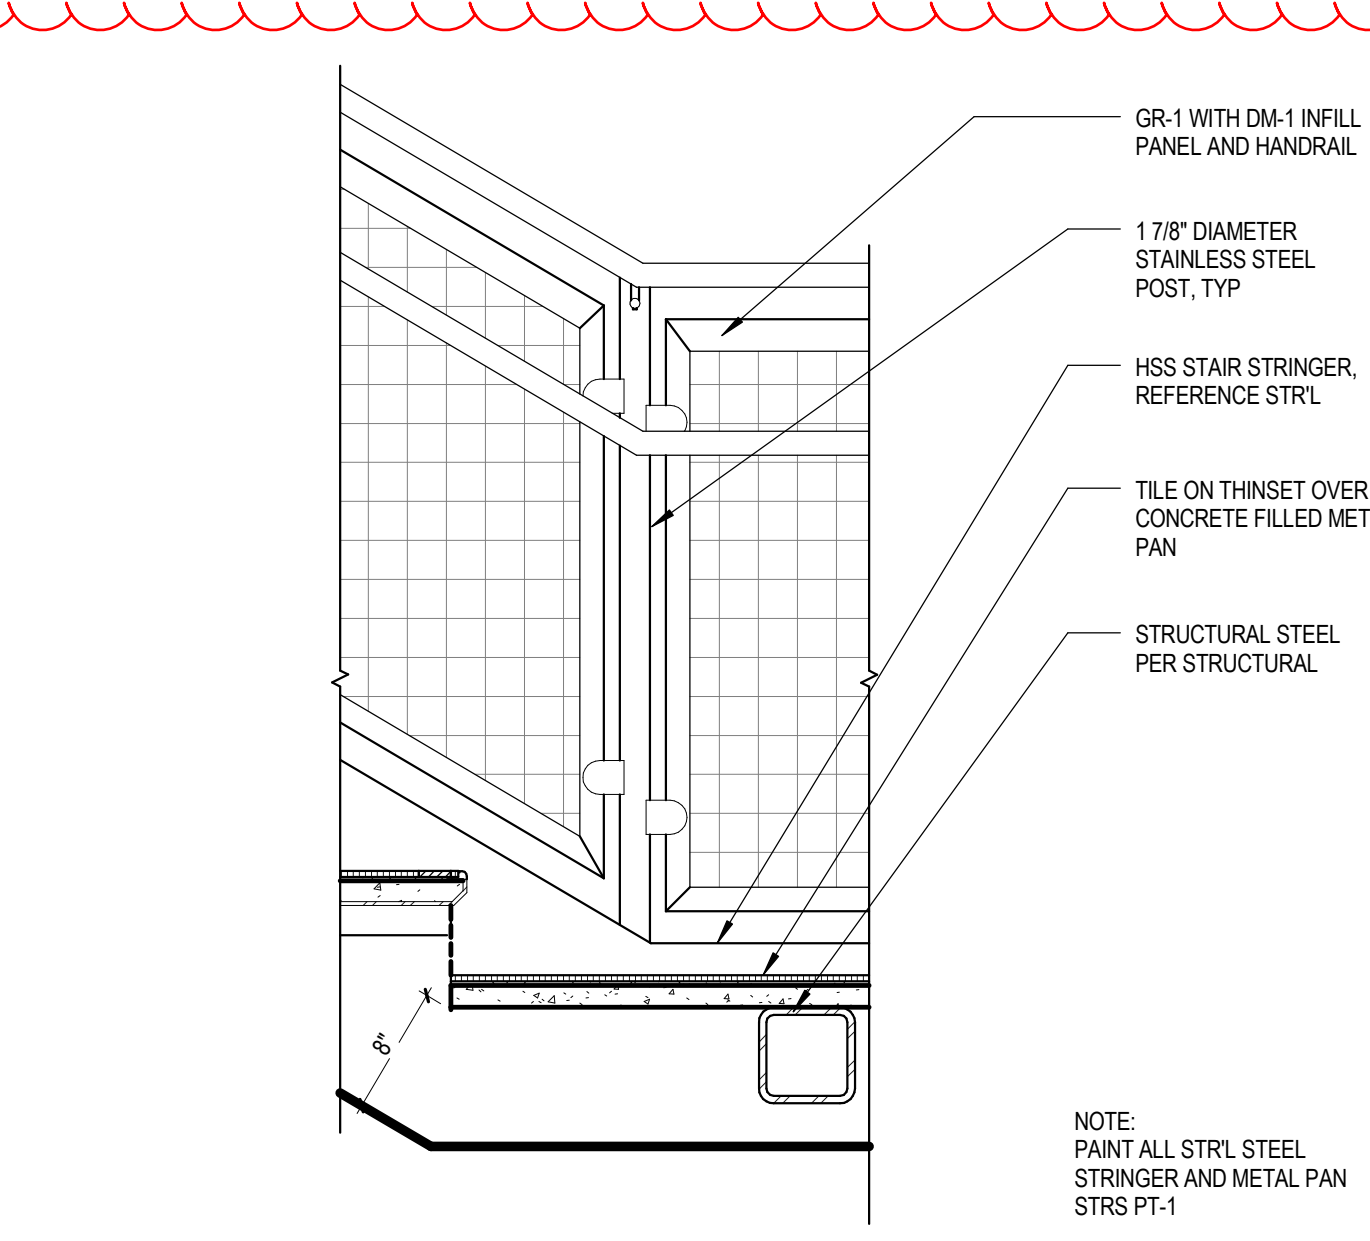 GR-1 WITH DM-1 INFILL
PANEL AND HANDRAIL
1 7/8" DIAMETER
STAINLESS STEEL
POST, TYP
HSS STAIR STRINGER,
REFERENCE STR'L
TILE ON THINSET OVER
CONCRETE FILLED MET
PAN
STRUCTURAL STEEL
PER STRUCTURAL
8"
NOTE:
PAINT ALL STR'L STEEL
STRINGER AND METAL PAN
STRS PT-1